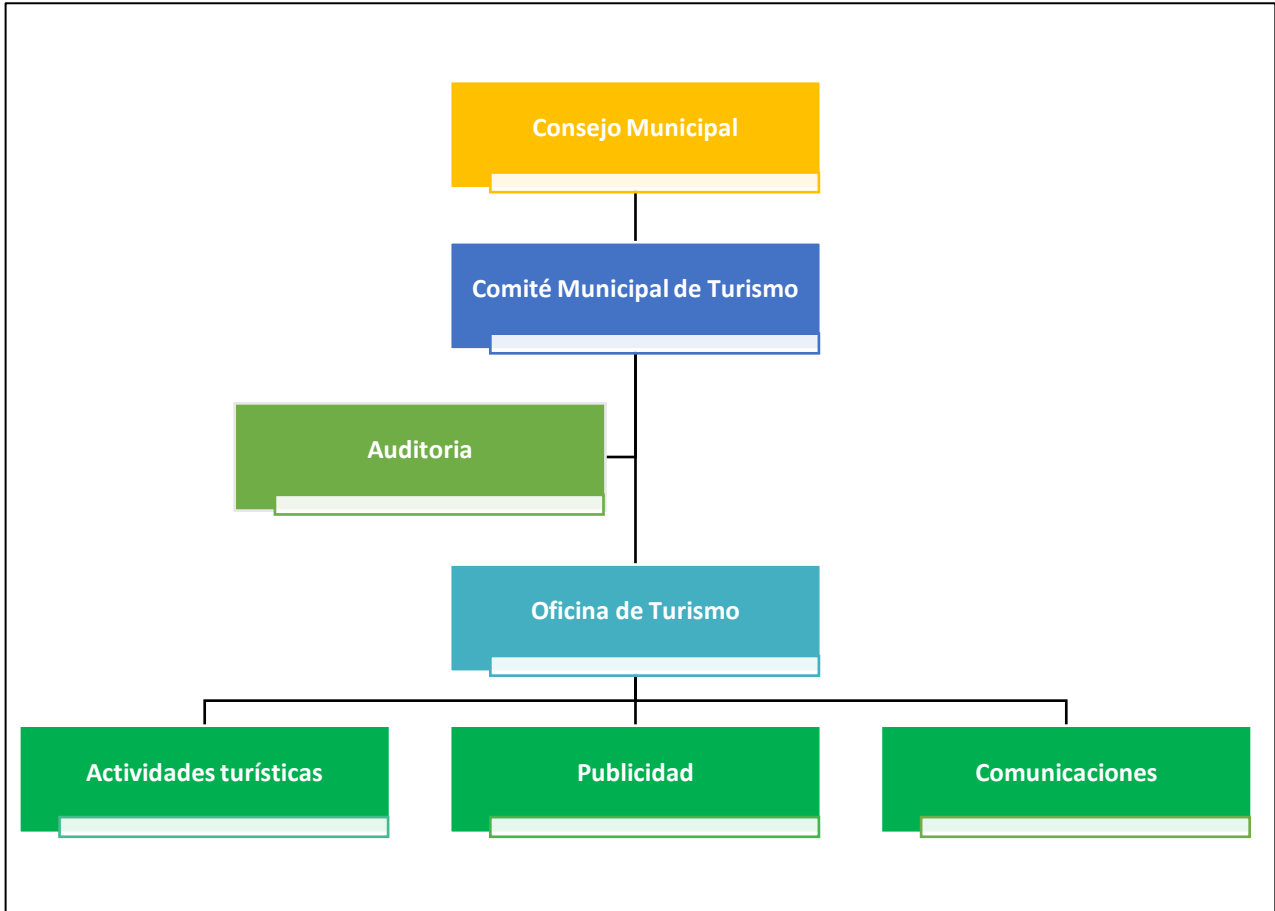 Consejo Municipal
Comité Municipal de Turismo
Auditoria
Oficina de Turismo
Actividades turísticas
Publicidad
Comunicaciones